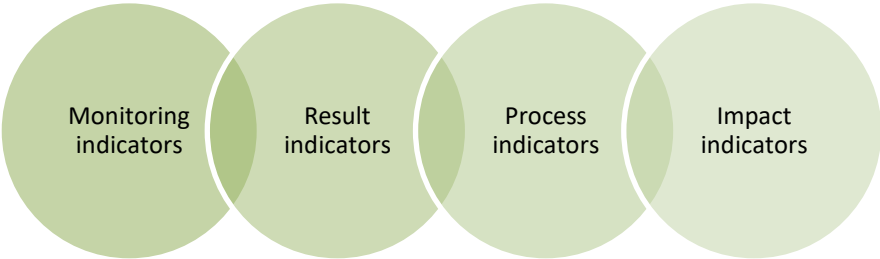 Monitoring
indicators
Result
indicators
Process
indicators
Impact
indicators